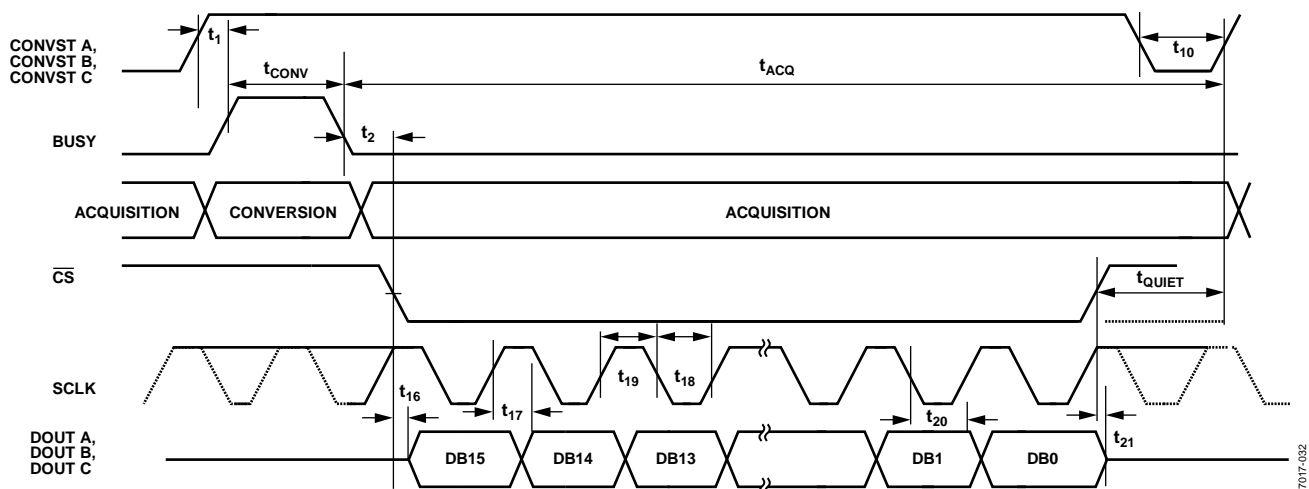 CONVST A,
CONVST B,
CONVST C
t1
tCONV
tACQ
t10
BUSY
t2
ACQUISITION
CONVERSION
ACQUISITION
CS
tQUIET
SCLK
t16
t17
t19
t18
t20
t21
DOUT A,
DOUT B,
DOUT C
DB15
DB14
DB13
DB1
DB0
7017-032